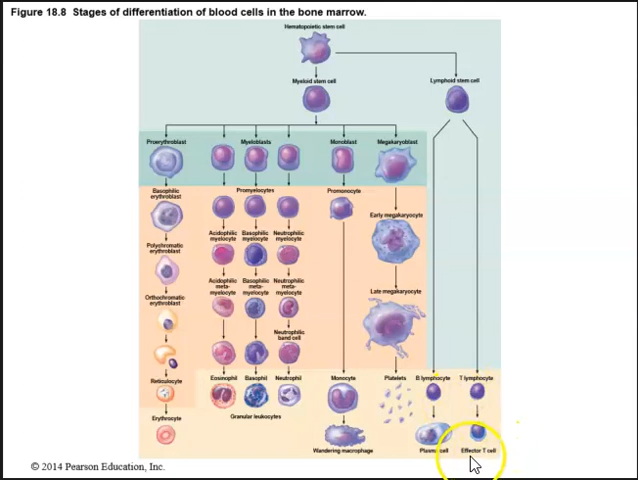 Figure 18.8 Stages of differentiation of blood cells in the bone marrow.
Hematopoietic stem cell
Myeloid stem cell
Lymphoid stem cell
Proerythroblast
Myeloblasts
Monoblast
Megakaryoblast
Basophilic
erythroblast
Promyelocytes
Promonocyte
Early megakaryocyte
Acidophilic
myelocyte
Basophilic
myelocyte
Neutrophilic
myelocyte
Polychromatic
erythroblast
Acidophilic
meta-
myelocyte
Basophilic
meta-
myelocyte
Neutrophilic
meta-
myelocyte
Late megakaryocyte
Orthochromatic
erythroblast
Neutrophilic
band cell
Reticulocyte
Eosinophil
Basophil
Neutrophil
Monocyte
Platelets
B lymphocyte
T lymphocyte
Erythrocyte
Granular leukocytes
Wandering macrophage
Plasma cell
Effector T cell
© 2014 Pearson Education, Inc.